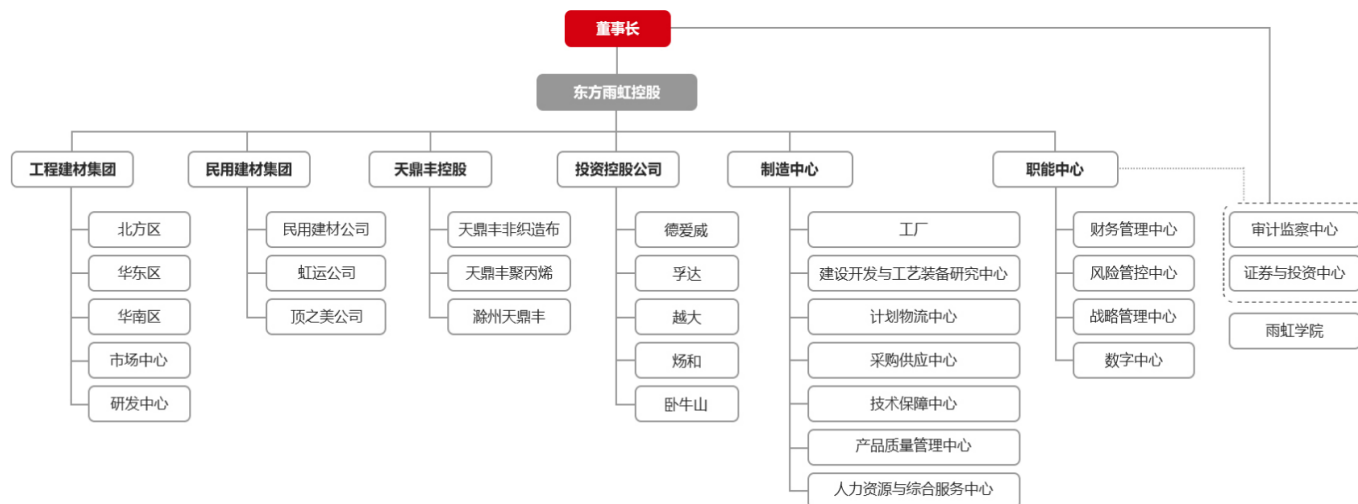 董事长
东方雨虹控股
工程建材集团
民用建材集团
天鼎丰控股
投资控股公司
制造中心
职能中心
北方区
华东区
华南区
市场中心
研发中心
民用建材公司
虹运公司
顶之美公司
天鼎丰非织造布
天鼎丰聚丙烯
滁州天鼎丰
德爱威
孚达
越大
炀和
卧牛山
工厂
建设开发与工艺装备研究中心
计划物流中心
采购供应中心
技术保障中心
产品质量管理中心
人力资源与综合服务中心
财务管理中心
风险管控中心
战略管理中心
数字中心
审计监察中心
证券与投资中心
雨虹学院